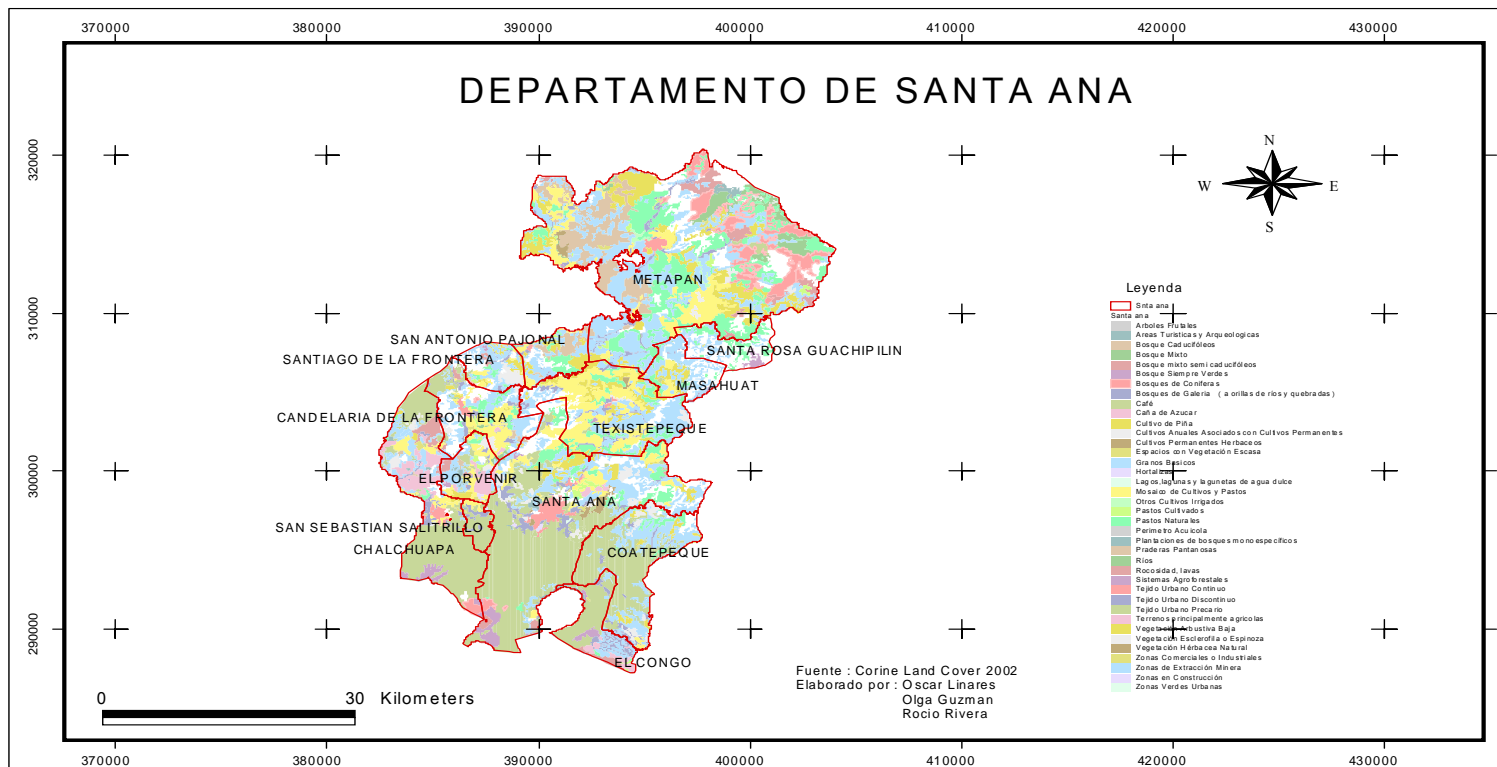 370000 380000 390000 400000 410000 420000 430000
DEPARTAMENTO DE SANTA ANA
320000
310000
300000
290000
N
W E
S
METAPAN
SAN ANTONIO PAJONAL
SANTIAGO DE LA FRONTERA
SANTA ROSA GUACHIPILIN
MASAHUAT
CANDELARIA DE LA FRONTERA
TEXISTEPEQUE
EL PORVENIR
SANTA ANA
SAN SEBASTIAN SALITRILLO
CHALCHUAPA
COATEPEQUE
EL CONGO
Leyenda
Snta ana
Santa ana
Arboles Frutales
Areas Turisticas y Arqueologicas
Bosque Caducifóleos
Bosque Mixto
Bosque mixto semi caducifóleos
Bosque Siempre Verdes
Bosques de Coniferas
Bosques de Galeria ( a orillas de ríos y quebradas)
Café
Caña de Azucar
Cultivo de Piña
Cultivos Anuales Asociados con Cultivos Permanentes
Cultivos Permanentes Herbaceos
Espacios con Vegetación Escasa
Granos Basicos
Hortalizas
Lagos,lagunas y lagunetas de agua dulce
Mosaico de Cultivos y Pastos
Otros Cultivos Irrigados
Pastos Cultivados
Pastos Naturales
Perimetro Acuicola
Plantaciones de bosques monoespecíficos
Praderas Pantanosas
Ríos
Rocosidad, lavas
Sistemas Agroforestales
Tejido Urbano Continuo
Tejido Urbano Discontinuo
Tejido Urbano Precario
Terrenos principalmente agricolas
Vegetación Arbustiva Baja
Vegetación Esclerofila o Espinoza
Vegetación Hérbacea Natural
Zonas Comerciales o Industriales
Zonas de Extracción Minera
Zonas en Construcción
Zonas Verdes Urbanas
Fuente : Corine Land Cover 2002
Elaborado por : Oscar Linares
Olga Guzman
Rocio Rivera
0 30 Kilometers
320000
310000
300000
290000
370000 380000 390000 400000 410000 420000 430000